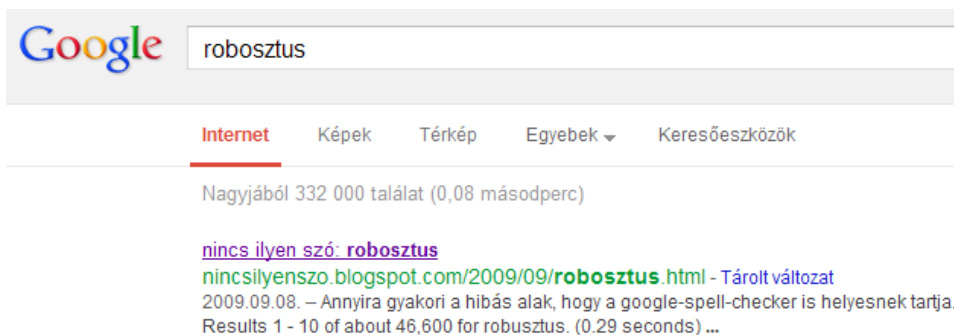 Google robosztus
Internet Képek Térkép Egyebek Keresőeszközök
Nagyjából 332 000 találat (0,08 másodperc)
nincs ilyen szó: robosztus
nincsilyenszo.blogspot.com/2009/09/robosztus.html - Tárolt változat
2009.09.08. – Annyira gyakori a hibás alak, hogy a google-spell-checker is helyesnek tartja.
Results 1 - 10 of about 46,600 for robusztus. (0.29 seconds) ...